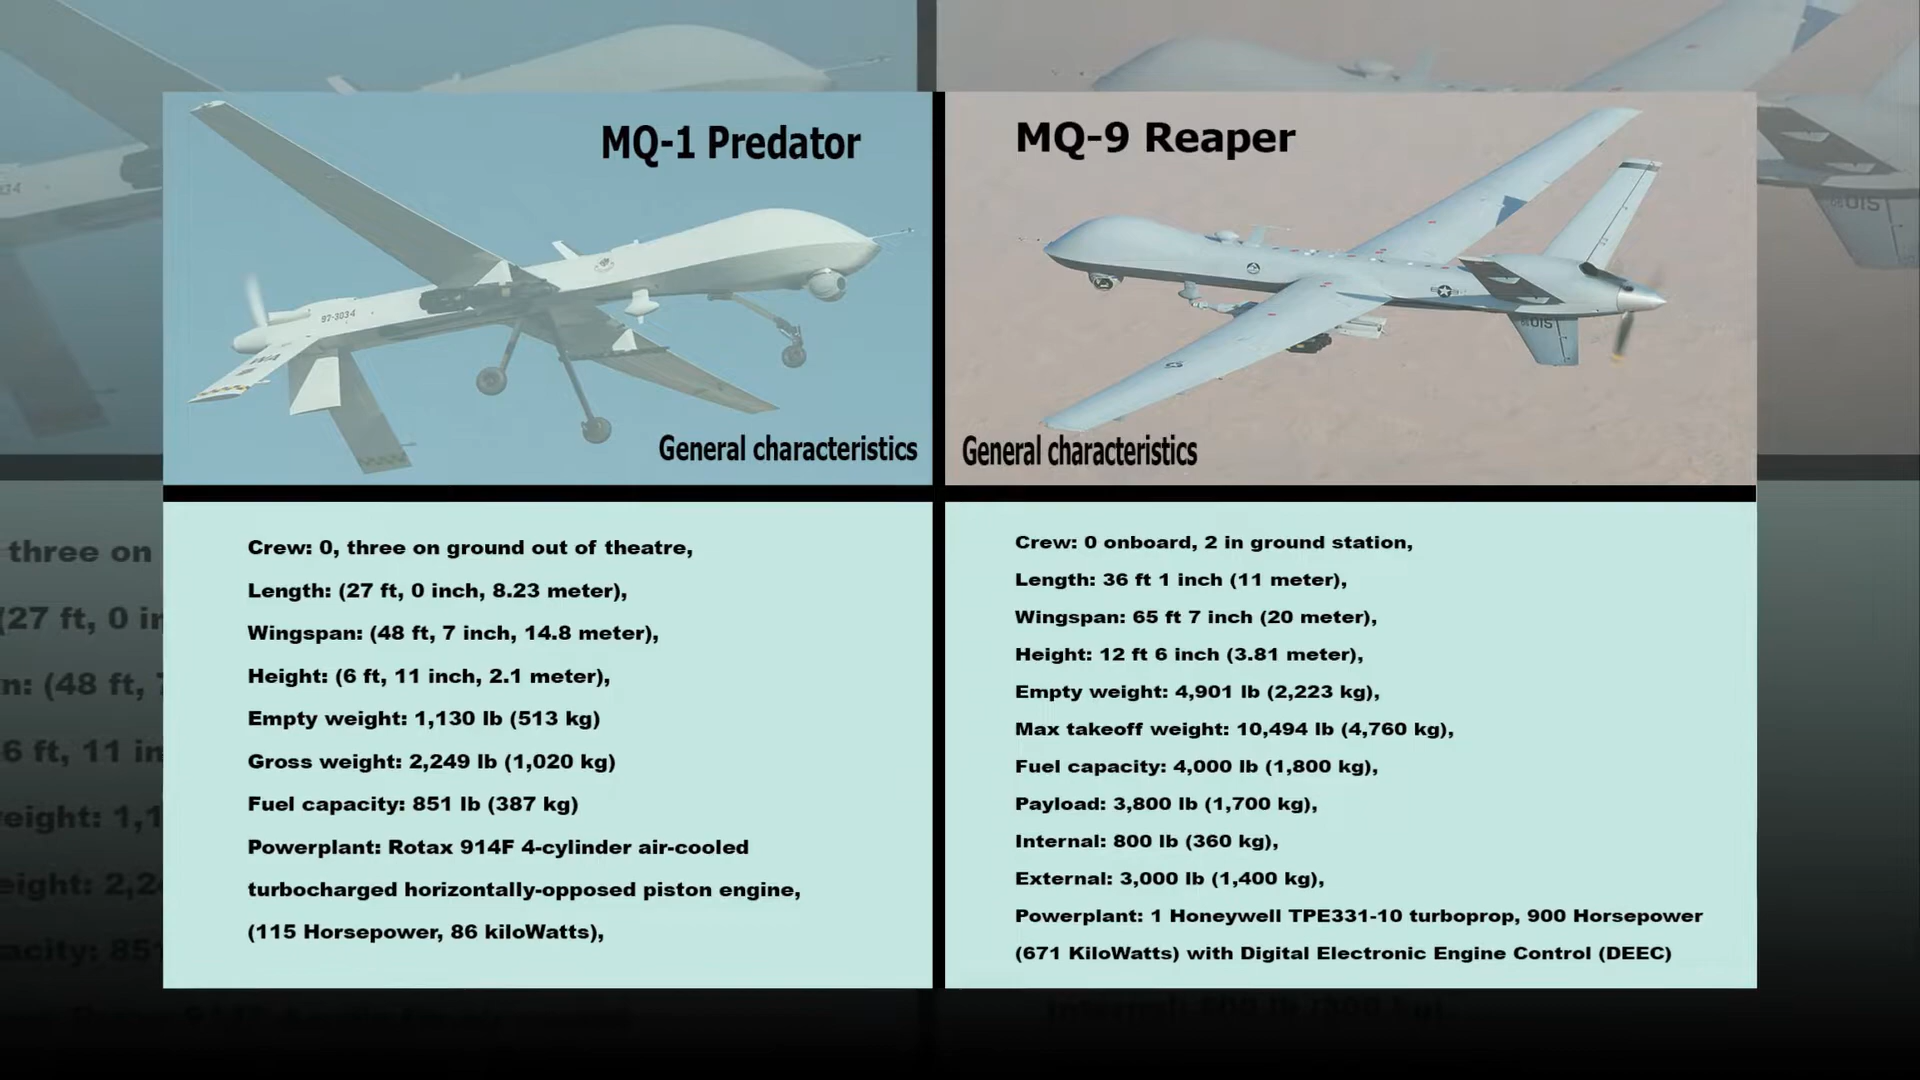 MQ-1 Predator
97-3034
WA
General characteristics
Crew: 0, three on ground out of theatre,
Length: (27 ft, 0 inch, 8.23 meter),
Wingspan: (48 ft, 7 inch, 14.8 meter),
Height: (6 ft, 11 inch, 2.1 meter),
Empty weight: 1,130 lb (513 kg)
Gross weight: 2,249 lb (1,020 kg)
Fuel capacity: 851 lb (387 kg)
Powerplant: Rotax 914F 4-cylinder air-cooled
turbocharged horizontally-opposed piston engine,
(115 Horsepower, 86 kiloWatts),
MQ-9 Reaper
General characteristics
Crew: 0 onboard, 2 in ground station,
Length: 36 ft 1 inch (11 meter),
Wingspan: 65 ft 7 inch (20 meter),
Height: 12 ft 6 inch (3.81 meter),
Empty weight: 4,901 lb (2,223 kg),
Max takeoff weight: 10,494 lb (4,760 kg),
Fuel capacity: 4,000 lb (1,800 kg),
Payload: 3,800 lb (1,700 kg),
Internal: 800 lb (360 kg),
External: 3,000 lb (1,400 kg),
Powerplant: 1 Honeywell TPE331-10 turboprop, 900 Horsepower
(671 KiloWatts) with Digital Electronic Engine Control (DEEC)